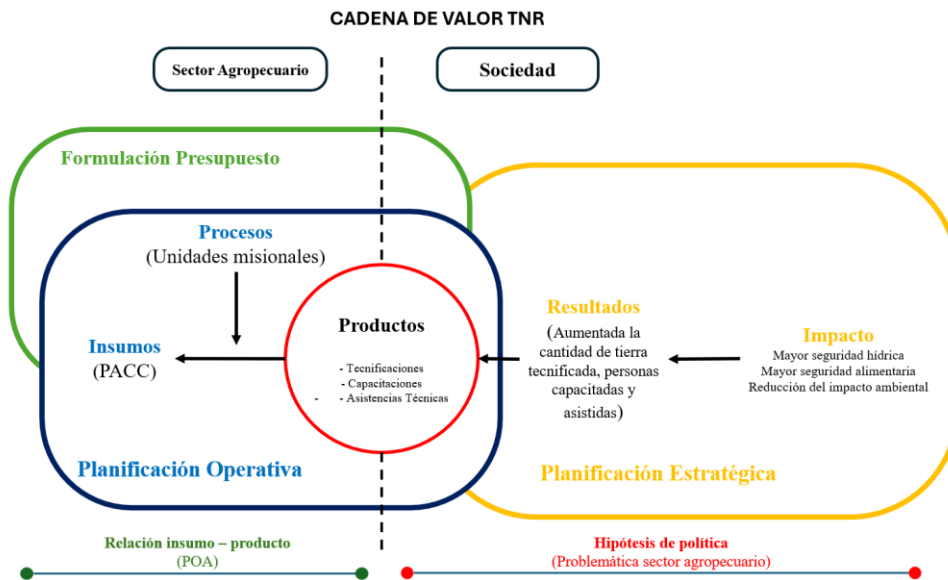 CADENA DE VALOR TNR
Sector Agropecuario
Sociedad
Formulación Presupuesto
Procesos
(Unidades misionales)
Insumos
(PACC)
Productos
- Tecnificaciones
- Capacitaciones
- - Asistencias Técnicas
Resultados
(Aumentada la
cantidad de tierra
tecnificada, personas
capacitadas y
asistidas)
Impacto
Mayor seguridad hídrica
Mayor seguridad alimentaria
Reducción del impacto ambiental
Planificación Operativa
Planificación Estratégica
Relación insumo – producto
(POA)
Hipótesis de política
(Problemática sector agropecuario)